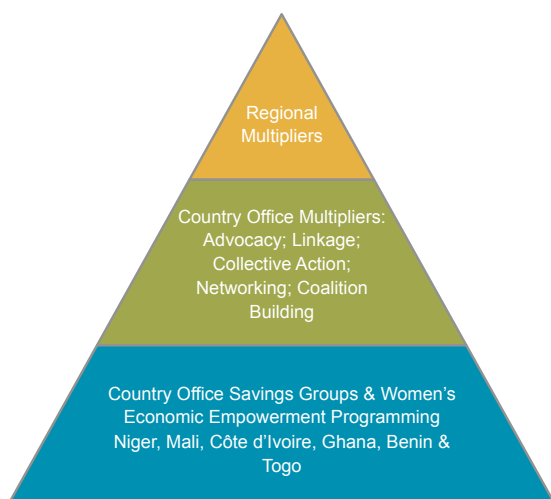 Regional
Multipliers
Country Office Multipliers:
Advocacy; Linkage;
Collective Action;
Networking; Coalition
Building
Country Office Savings Groups & Women’s
Economic Empowerment Programming
Niger, Mali, Côte d’Ivoire, Ghana, Benin &
Togo